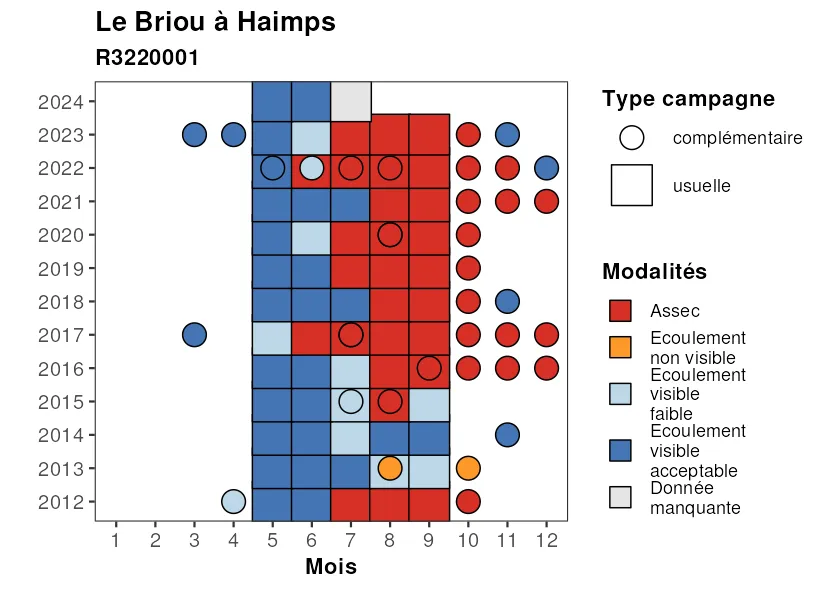 Le Briou à Haimps
R3220001
2024
2023
2022
2021
2020
2019
2018
2017
2016
2015
2014
2013
2012
1 2 3 4 5 6 7 8 9 10 11 12
Mois
Type campagne
complémentaire
usuelle
Modalités
Assec
Ecoulement
non visible
Ecoulement
visible
faible
Ecoulement
visible
acceptable
Donnée
manquante